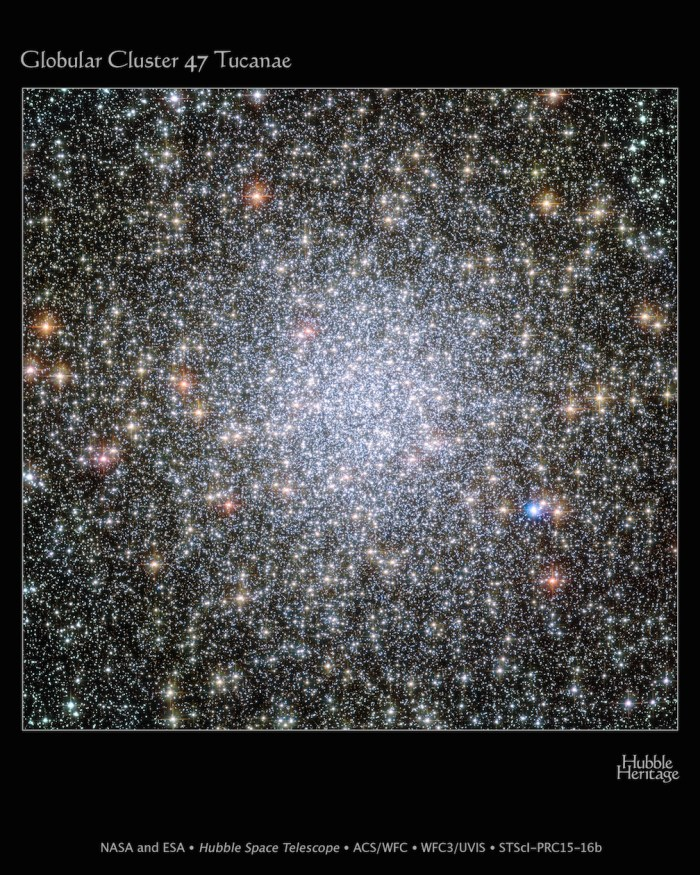 Globular Cluster 47 Tucanae
Hubble
Heritage
NASA and ESA • Hubble Space Telescope • ACS/WFC • WFC3/UVIS • STScI-PRC15-16b